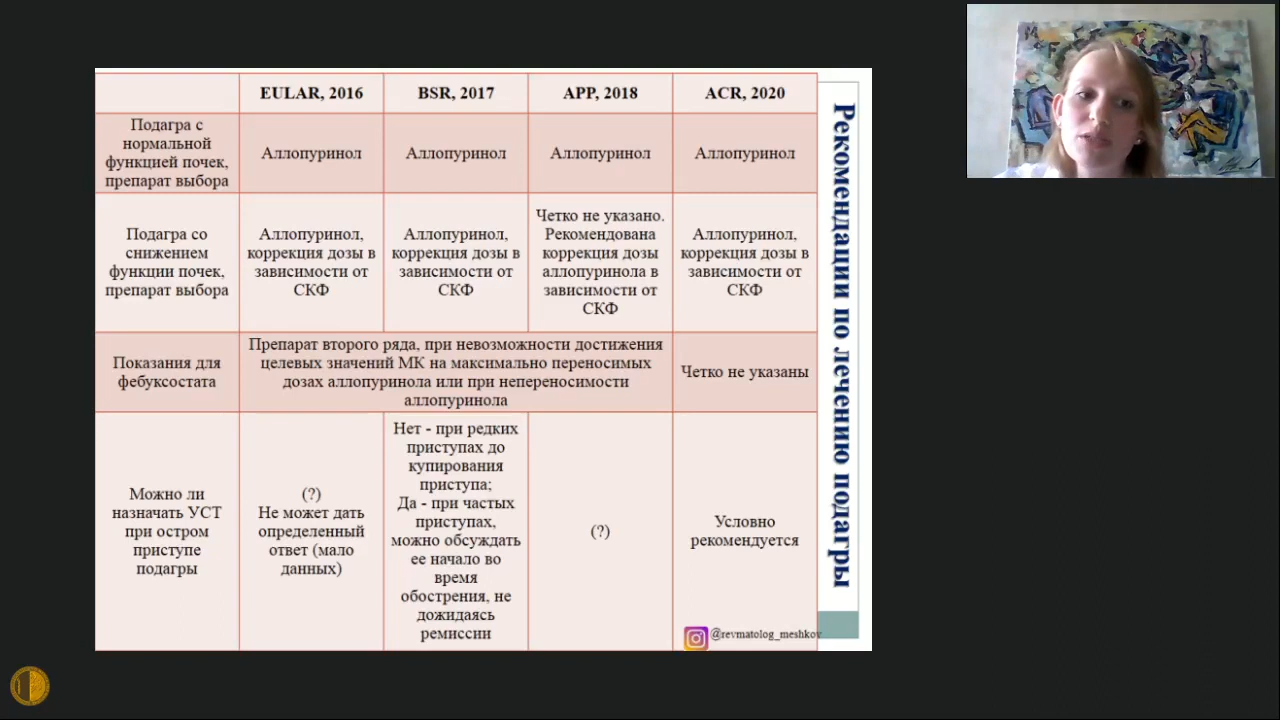 EULAR, 2016
BSR, 2017
APP, 2018
ACR, 2020
Подагра с
нормальной
функцией почек,
препарат выбора
Аллопуринол
Аллопуринол
Аллопуринол
Аллопуринол
Подагра со
снижением
функции почек,
препарат выбора
Аллопуринол,
коррекция дозы в
зависимости от
СКФ
Аллопуринол,
коррекция дозы в
зависимости от
СКФ
Четко не указано.
Рекомендована
коррекция дозы
аллопуринола в
зависимости от
СКФ
Аллопуринол,
коррекция дозы в
зависимости от
СКФ
Показания для
фебуксостата
Препарат второго ряда, при невозможности достижения
целевых значений МК на максимально переносимых
дозах аллопуринола или при непереносимости
аллопуринола
Четко не указаны
Можно ли
назначать УСТ
при остром
приступе
подагры
(?)
Не может дать
определенный
ответ (мало
данных)
Нет - при редких
приступах до
купирования
приступа;
Да - при частых
приступах,
можно обсуждать
ее начало во
время
обострения, не
дожидаясь
ремиссии
(?)
Условно
рекомендуется
@revmatolog_meshkov
Рекомендации по лечению подагры